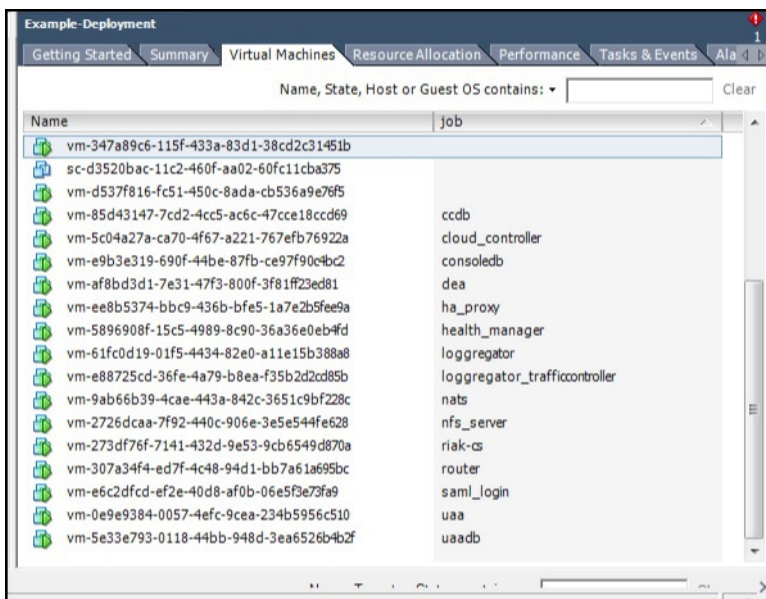 Example-Deployment
1
Getting Started Summary Virtual Machines Resource Allocation Performance Tasks & Events Ala
Name, State, Host or Guest OS contains: Clear
Name job
vm-347a89c6-115f-433a-83d1-38cd2c31451b
sc-d3520bac-11c2-460f-aa02-60fc11cba375
vm-d537f816-fc51-450c-8ada-cb536a9e76f5
vm-85d43147-7cd2-4cc5-ac6c-47cce18ccd69 ccdb
vm-5c04a27a-ca70-4f67-a221-767efb76922a cloud_controller
vm-e9b3e319-690f-44be-87fb-ce97f90c4bc2 consoledb
vm-af8bd3d1-7e31-47f3-800f-3f81ff23ed81 dea
vm-ee8b5374-bbc9-436b-bfe5-1a7e2b5fee9a ha_proxy
vm-5896908f-15c5-4989-8c90-36a36e0eb4fd health_manager
vm-61fc0d19-01f5-4434-82e0-a11e15b388a8 loggregator
vm-e88725cd-36fe-4a79-b8ea-f35b2d2cd85b loggregator_trafficcontroller
vm-9ab66b39-4cae-443a-842c-3651c9bf228c nats
vm-2726dcaa-7f92-440c-906e-3e5e544fe628 nfs_server
vm-273df76f-7141-432d-9e53-9cb6549d870a riak-cs
vm-307a34f4-ed7f-4c48-94d1-bb7a61a695bc router
vm-e6c2dfcd-ef2e-40d8-af0b-06e5f3e73fa9 saml_login
vm-0e9e9384-0057-4efc-9cea-234b5956c510 uaa
vm-5e33e793-0118-44bb-948d-3ea6526b4b2f uaadb